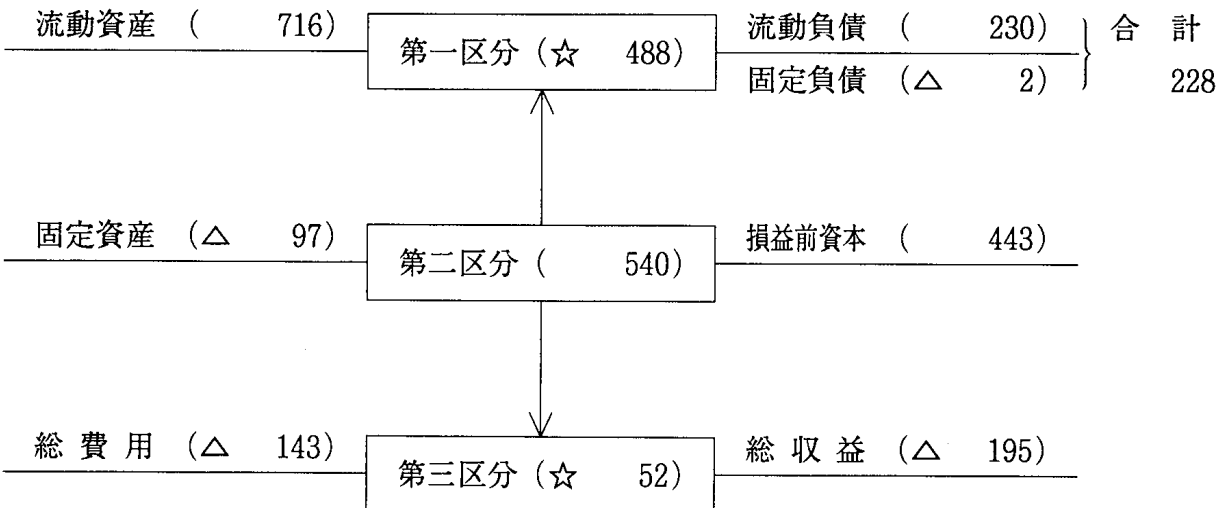 流動資産 ( 716)
第一区分 (☆ 488)
流動負債 ( 230)
固定負債 (△ 2)
合計
228
固定資産 (△ 97)
第二区分 ( 540)
損益前資本 ( 443)
総費用 (△ 143)
第三区分 (☆ 52)
総収益 (△ 195)